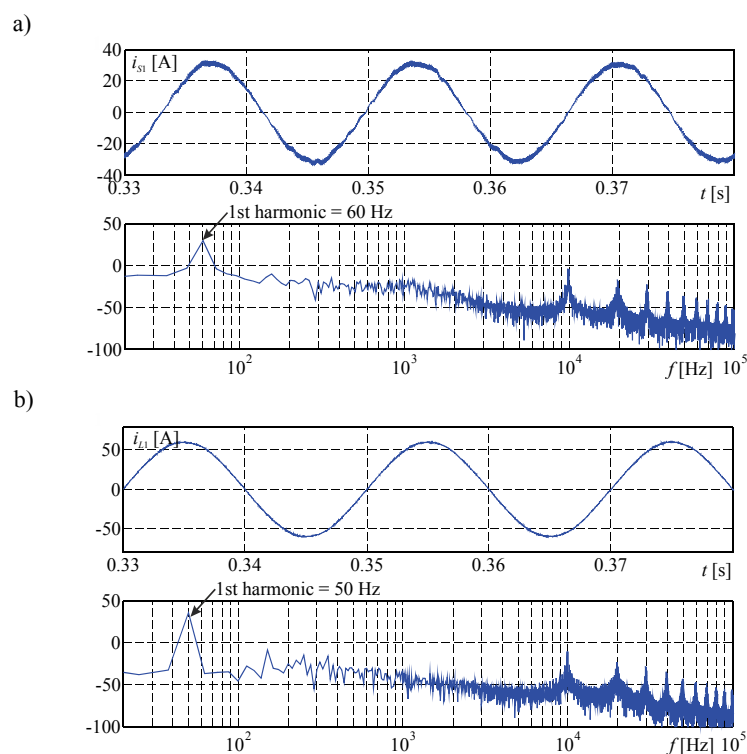 a)
40
i_S1 [A]
20
0
-20
-40
0.33 0.34 0.35 0.36 0.37 t [s]
50
1st harmonic = 60 Hz
0
-50
-100
10² 10³ 10⁴ f [Hz] 10⁵
b)
i_L1 [A]
50
0
-50
0.33 0.34 0.35 0.36 0.37 t [s]
50
1st harmonic = 50 Hz
0
-50
-100
10² 10³ 10⁴ f [Hz] 10⁵